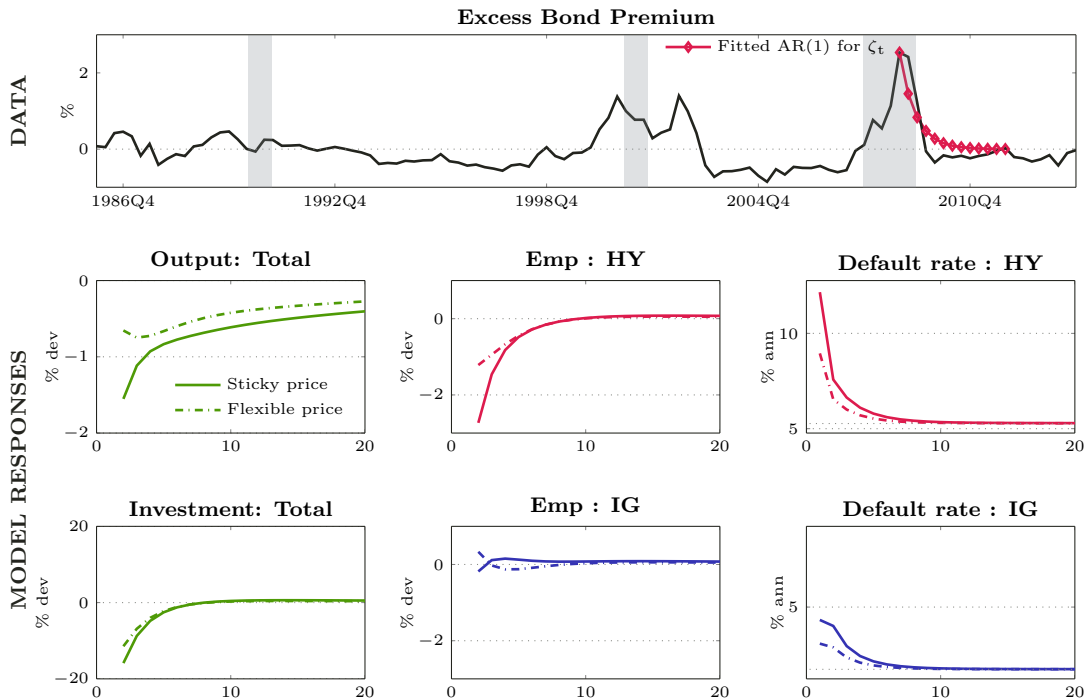 Excess Bond Premium
DATA
%
2
0
Fitted AR(1) for ζt
1986Q4 1992Q4 1998Q4 2004Q4 2010Q4
MODEL RESPONSES
Output: Total
% dev
0
−1
−2
Sticky price
Flexible price
0 10 20
Emp : HY
% dev
0
−2
0 10 20
Default rate : HY
% ann
10
5
0 10 20
Investment: Total
% dev
20
0
−20
0 10 20
Emp : IG
% dev
0
−2
0 10 20
Default rate : IG
% ann
5
0 10 20